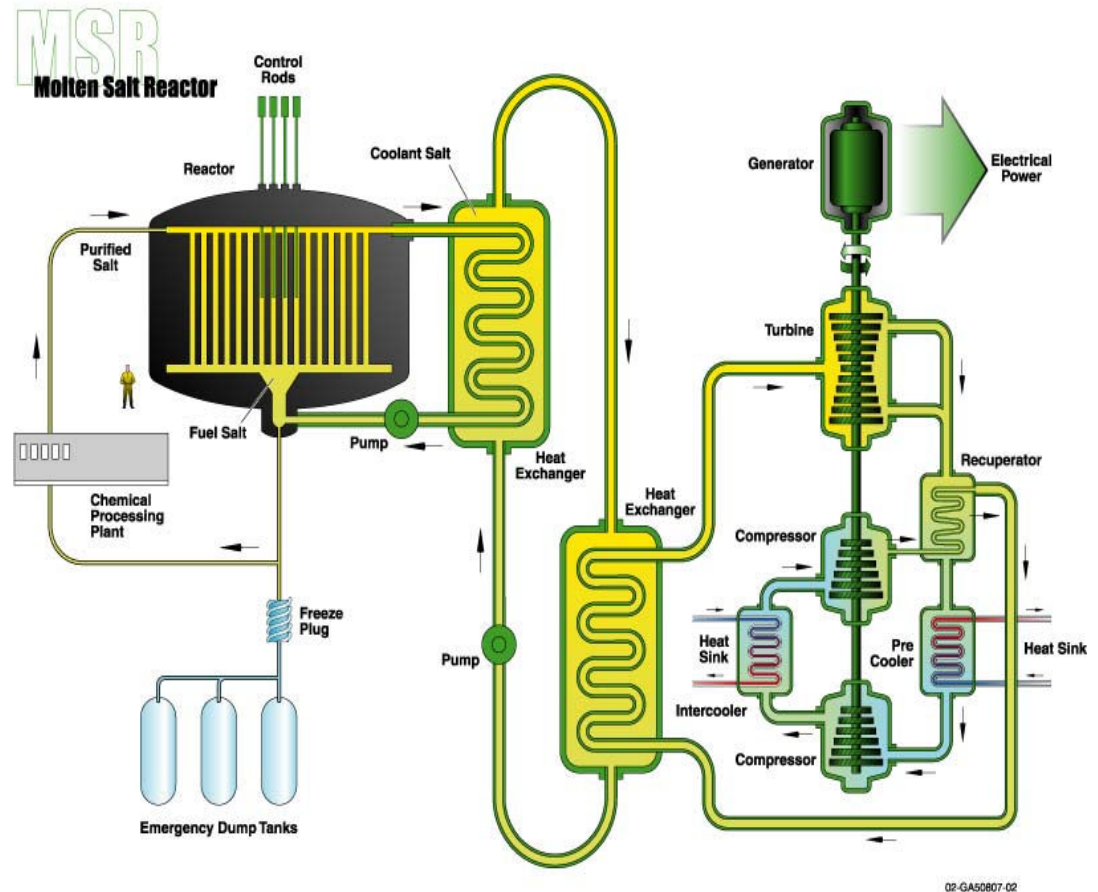 MSR
Molten Salt Reactor
Control
Rods
Reactor
Coolant Salt
Purified
Salt
Fuel Salt
Pump
Heat
Exchanger
Chemical
Processing
Plant
Freeze
Plug
Emergency Dump Tanks
Pump
Heat
Exchanger
Generator
Electrical
Power
Turbine
Recuperator
Compressor
Heat
Sink
Pre
Cooler
Heat Sink
Intercooler
Compressor
02-GA50807-02